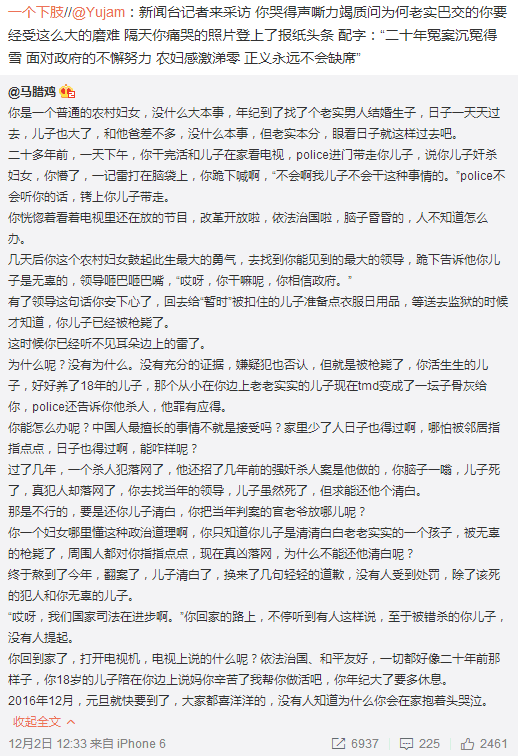 一个下肢//@Yujam：新闻台记者来采访 你哭得声嘶力竭质问为何老实巴交的你要
经受这么大的磨难 隔天你痛哭的照片登上了报纸头条 配字：“二十年冤案沉冤得
雪 面对政府的不懈努力 农妇感激涕零 正义永远不会缺席”
@马腊鸡
你是一个普通的农村妇女，没什么大本事，年纪到了找了个老实男人结婚生子，日子一天天过
去，儿子也大了，和他爸差不多，没什么本事，但老实本分，眼看日子就这样过去吧。
二十多年前，一天下午，你干完活和儿子在家看电视，police进门带走你儿子，说你儿子奸杀
妇女，你懵了，一记雷打在脑袋上，你跪下喊啊，“不会啊我儿子不会干这种事情的。”police不
会听你的话，铐上你儿子带走。
你恍惚着看着电视里还在放的节目，改革开放啦，依法治国啦，脑子昏昏的，人不知道怎么
办。
几天后你这个农村妇女鼓起此生最大的勇气，去找到你能见到的最大的领导，跪下告诉他你儿
子是无辜的，领导咂巴咂巴嘴，“哎呀，你干嘛呢，你相信政府。”
有了领导这句话你安下心了，回去给“暂时”被扣住的儿子准备点衣服日用品，等送去监狱的时候
才知道，你儿子已经被枪毙了。
这时候你已经听不见耳朵边上的雷了。
为什么呢？没有为什么。没有充分的证据，嫌疑犯也否认，但就是被枪毙了，你活生生的儿
子，好好养了18年的儿子，那个从小在你边上老老实实的儿子现在tmd变成了一坛子骨灰给
你，police还告诉你他杀人，他罪有应得。
你能怎么办呢？中国人最擅长的事情不就是接受吗？家里少了人日子也得过啊，哪怕被邻居指
指点点，日子也得过啊，能咋样呢？
过了几年，一个杀人犯落网了，他还招了几年前的强奸杀人案是他做的，你脑子一嗡，儿子死
了，真犯人却落网了，你去找当年的领导，儿子虽然死了，但求能还他个清白。
那是不行的，要是还你儿子清白，你把当年判案的官老爷放哪儿呢？
你一个妇女哪里懂这种政治道理啊，你只知道你儿子是清清白白老老实实的一个孩子，被无辜
的枪毙了，周围人都对你指指点点，现在真凶落网，为什么不能还他清白呢？
终于熬到了今年，翻案了，儿子清白了，换来了几句轻轻的道歉，没有人受到处罚，除了该死
的犯人和你无辜的儿子。
“哎呀，我们国家司法在进步啊。”你回家的路上，不停听到有人这样说，至于被错杀的你儿子，
没有人提起。
你回到家了，打开电视机，电视上说的什么呢？依法治国、和平友好，一切都好像二十年前那
样子，你18岁的儿子陪在你边上说妈你辛苦了我帮你做活吧，你年纪大了要多休息。
2016年12月，元旦就快要到了，大家都喜洋洋的，没有人知道为什么你会在家抱着头哭泣。
收起全文
12月2日 12:33 来自 iPhone 6 6937 225 2461